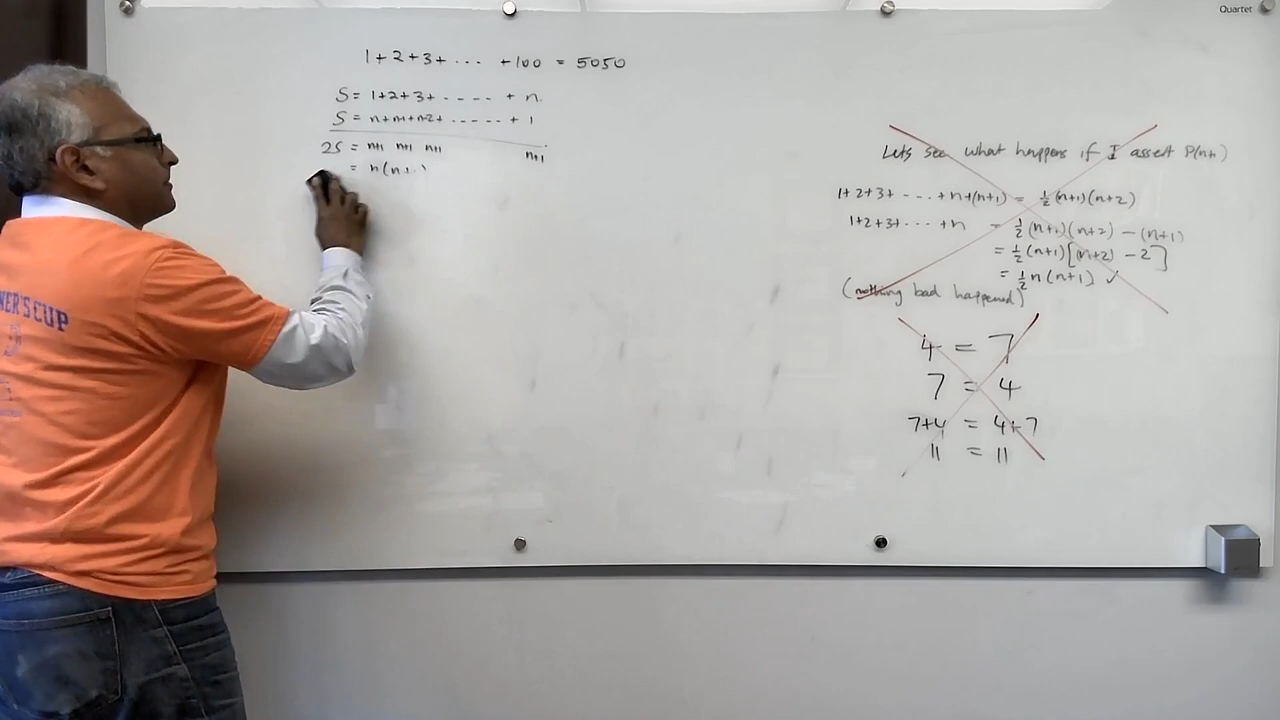 1+2+3+ ... +100 = 5050
S = 1+2+3+ ..... + n
S = n+n-1+n-2+ ..... + 1
2S = n+1 n+1 n+1 n+1
= n(n+1)
Lets see what happens if I assert P(n+1)
1+2+3+ ... +n+(n+1) = ½(n+1)(n+2)
1+2+3+ ... +n = ½(n+1)(n+2) - (n+1)
= ½(n+1)[(n+2) - 2]
= ½n(n+1) ✓
(nothing bad happened)
4 = 7
7 = 4
7+4 = 4+7
11 = 11
Quartet
NER'S CUP